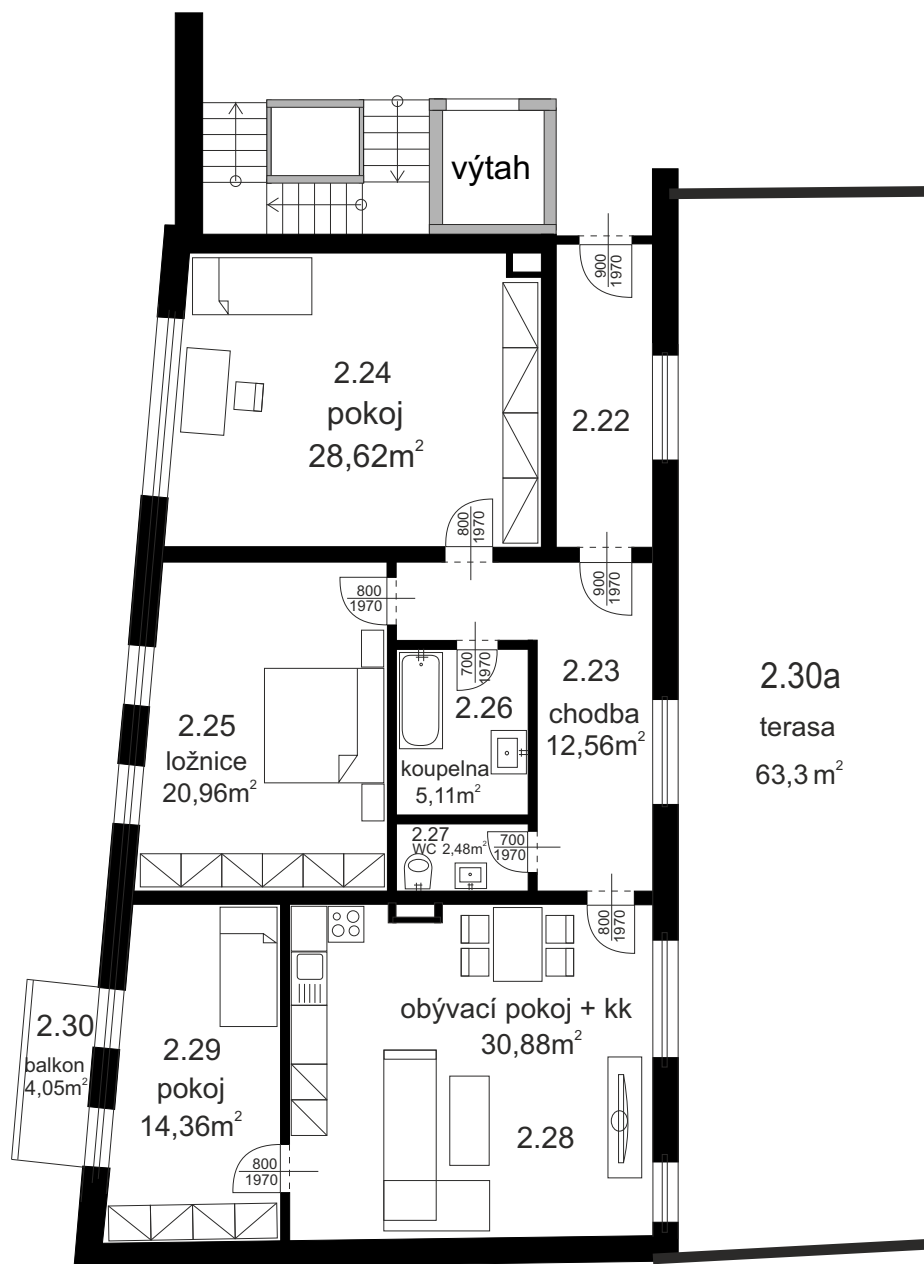 výtah
900
1970
2.24
pokoj
28,62m²
2.22
800
1970
900
1970
800
1970
700
1970
2.23
chodba
12,56m²
2.26
koupelna
5,11m²
2.25
ložnice
20,96m²
2.30a
terasa
63,3 m²
2.27
WC 2,48m²
700
1970
800
1970
obývací pokoj + kk
30,88m²
2.28
2.30
balkon
4,05m²
2.29
pokoj
14,36m²
800
1970